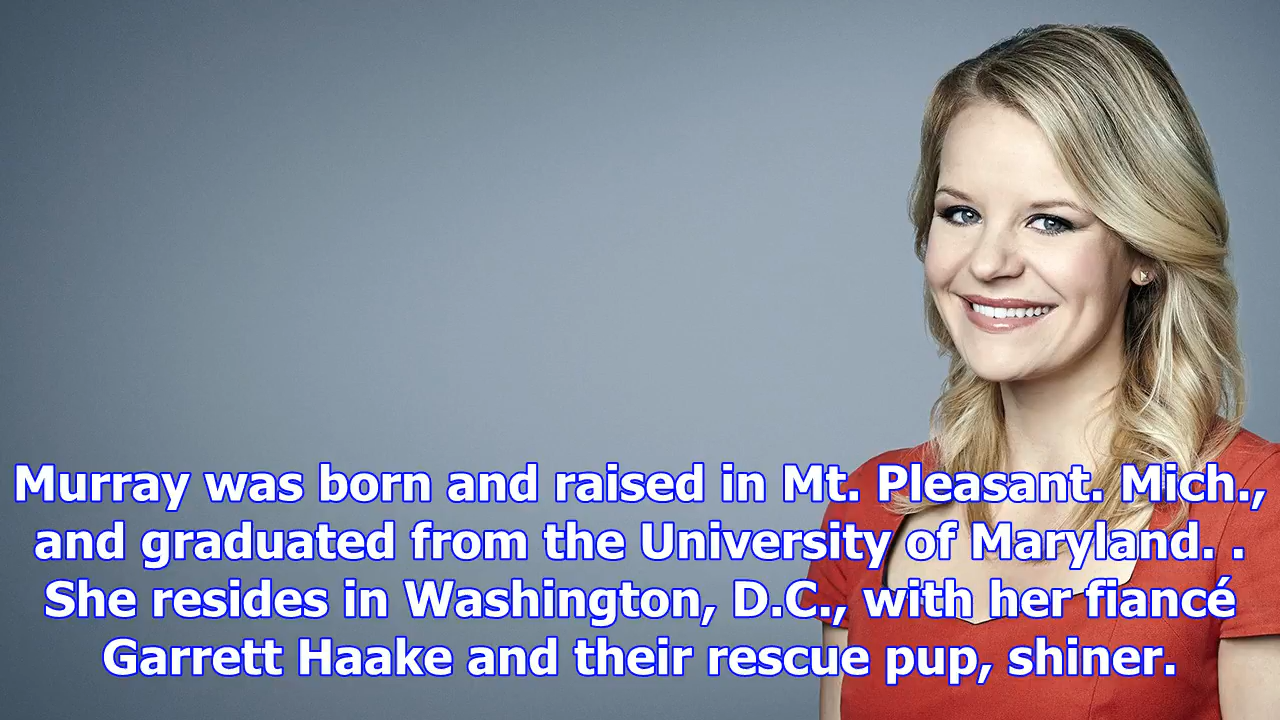 Murray was born and raised in Mt. Pleasant. Mich.,
and graduated from the University of Maryland. .
She resides in Washington, D.C., with her fiancé
Garrett Haake and their rescue pup, shiner.